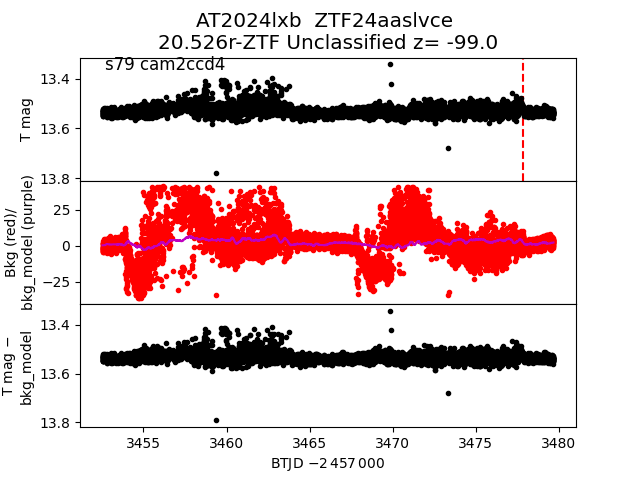 AT2024lxb  ZTF24aaslvce
20.526r-ZTF Unclassified z= -99.0
s79 cam2ccd4
13.4
13.6
13.8
T mag
25
0
−25
Bkg (red)/
bkg_model (purple)
13.4
13.6
13.8
T mag −
bkg_model
3455 3460 3465 3470 3475 3480
BTJD −2 457 000